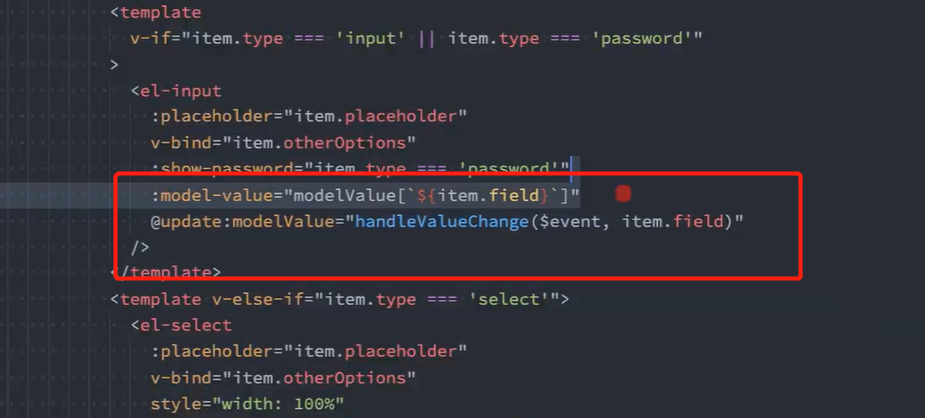 <template
v-if="item.type === 'input' || item.type === 'password'"
>
<el-input
:placeholder="item.placeholder"
v-bind="item.otherOptions"
:show-password="item.type === 'password'"
:model-value="modelValue[`${item.field}`]"
@update:modelValue="handleValueChange($event, item.field)"
/>
</template>
<template v-else-if="item.type === 'select'">
<el-select
:placeholder="item.placeholder"
v-bind="item.otherOptions"
style="width: 100%"